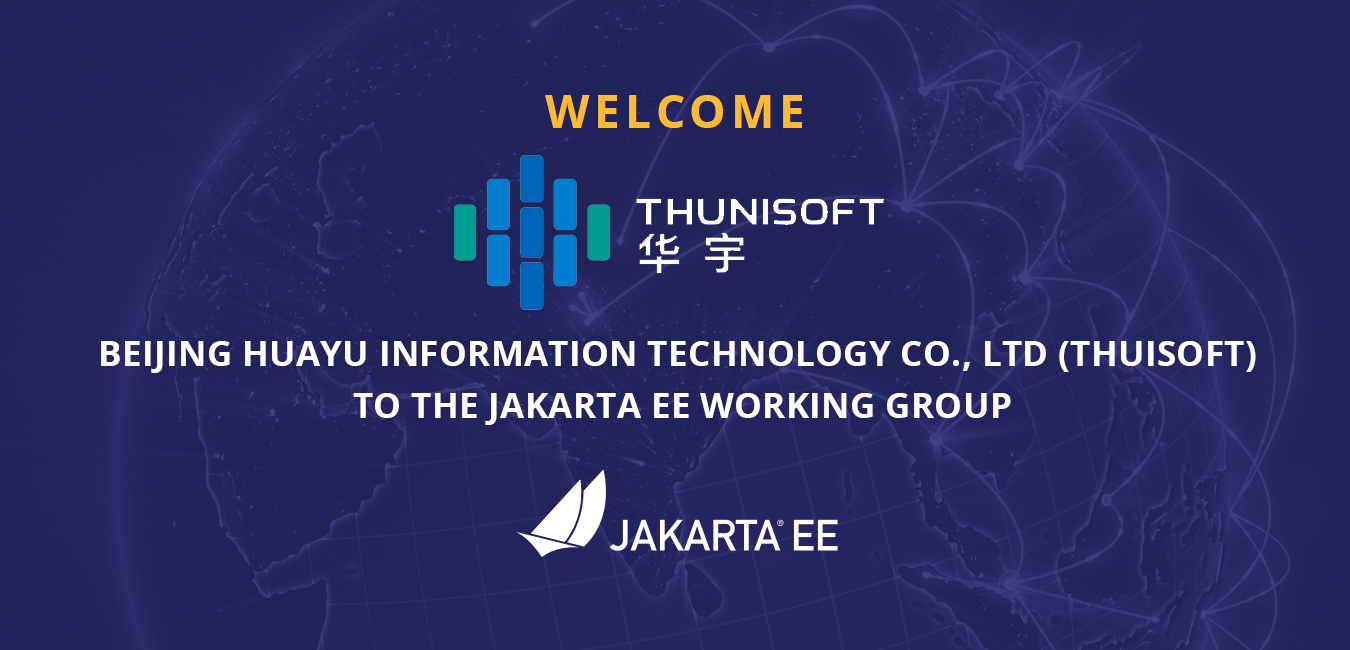 WELCOME
THUNISOFT
华宇
BEIJING HUAYU INFORMATION TECHNOLOGY CO., LTD (THUISOFT)
TO THE JAKARTA EE WORKING GROUP
JAKARTA® EE